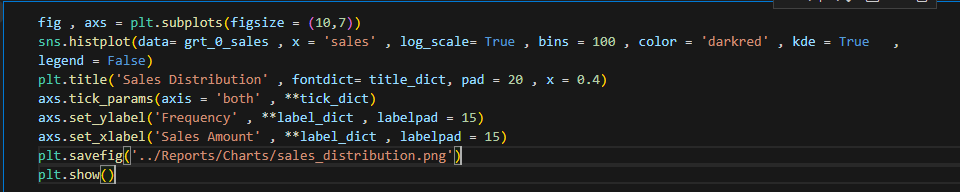 fig , axs = plt.subplots(figsize = (10,7))
sns.histplot(data= grt_0_sales , x = 'sales' , log_scale= True , bins = 100 , color = 'darkred' , kde = True   ,
legend = False)
plt.title('Sales Distribution' , fontdict= title_dict, pad = 20 , x = 0.4)
axs.tick_params(axis = 'both' , **tick_dict)
axs.set_ylabel('Frequency' , **label_dict , labelpad = 15)
axs.set_xlabel('Sales Amount' , **label_dict , labelpad = 15)
plt.savefig('../Reports/Charts/sales_distribution.png')
plt.show()